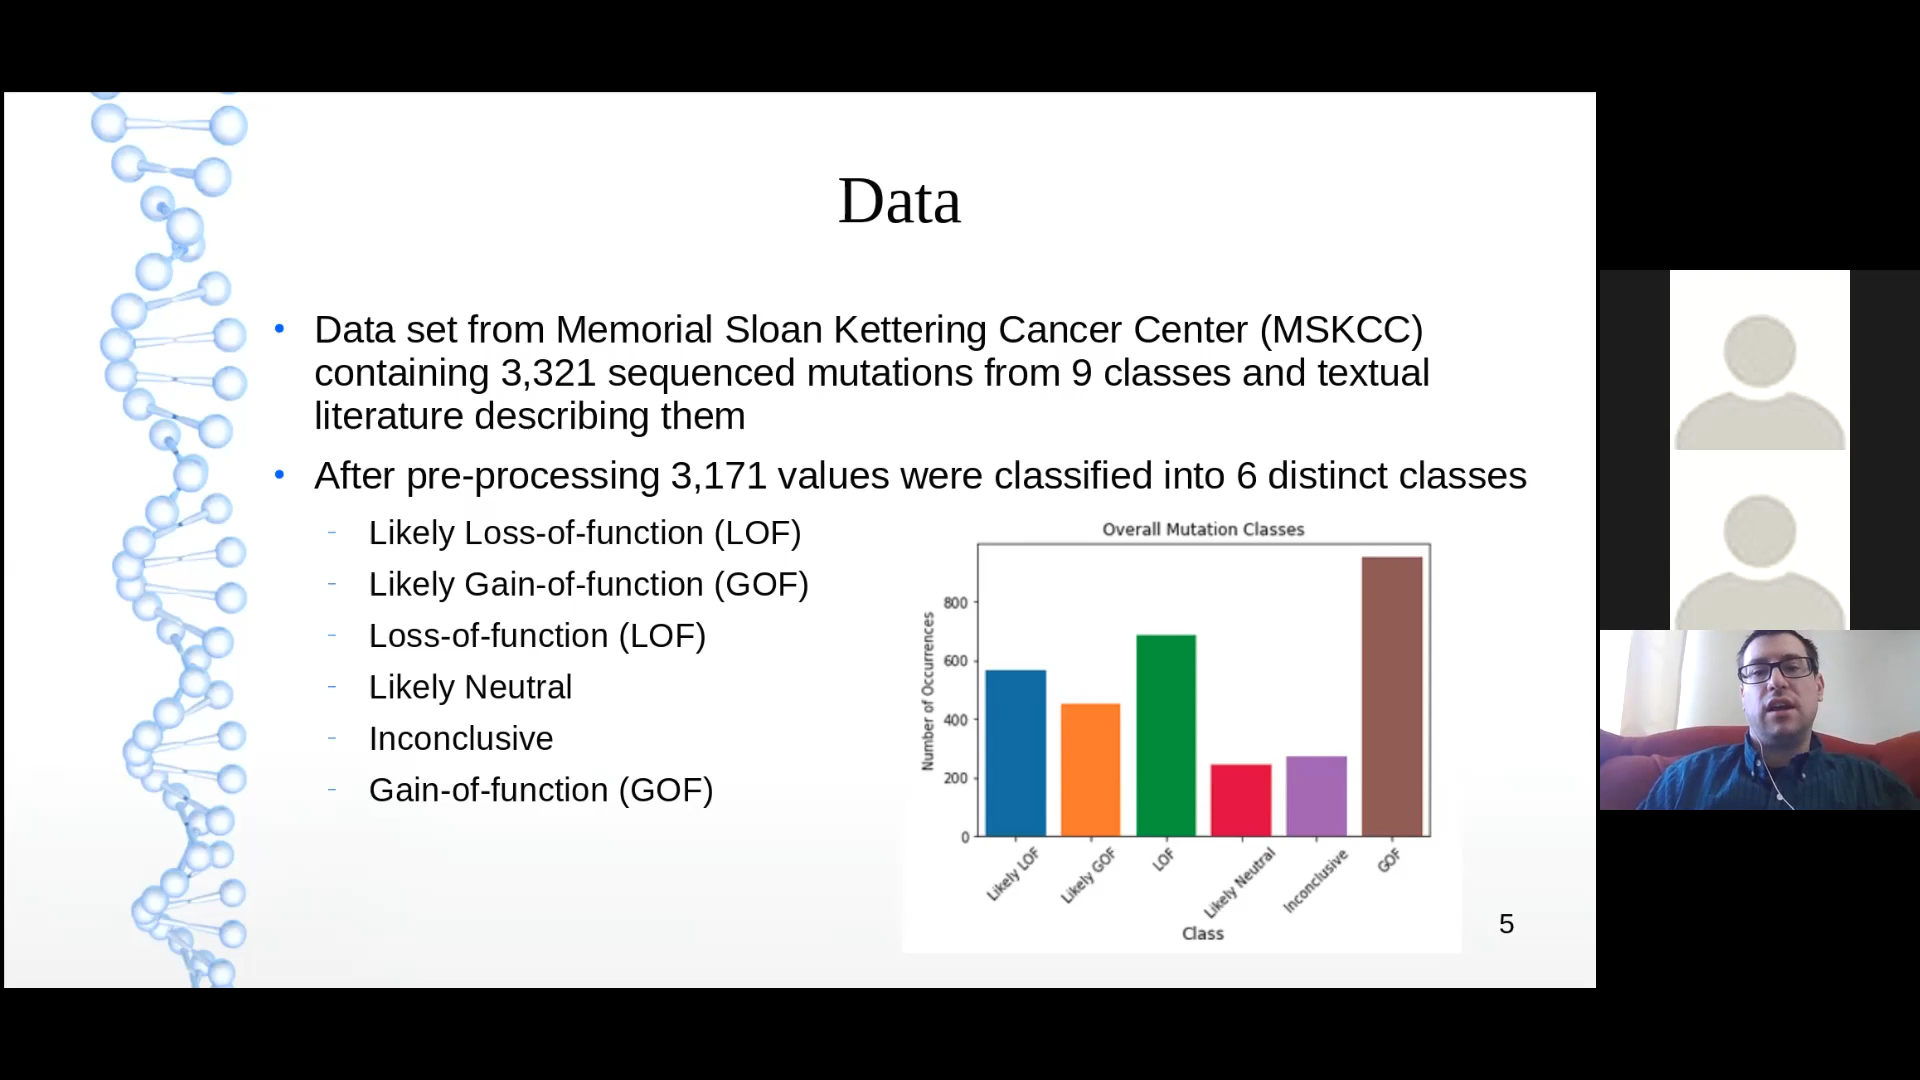 Data
• Data set from Memorial Sloan Kettering Cancer Center (MSKCC)
containing 3,321 sequenced mutations from 9 classes and textual
literature describing them
• After pre-processing 3,171 values were classified into 6 distinct classes
- Likely Loss-of-function (LOF)
- Likely Gain-of-function (GOF)
- Loss-of-function (LOF)
- Likely Neutral
- Inconclusive
- Gain-of-function (GOF)
Overall Mutation Classes
Number of Occurrences
800
600
400
200
0
Likely LOF
Likely GOF
LOF
Likely Neutral
Inconclusive
GOF
Class
5